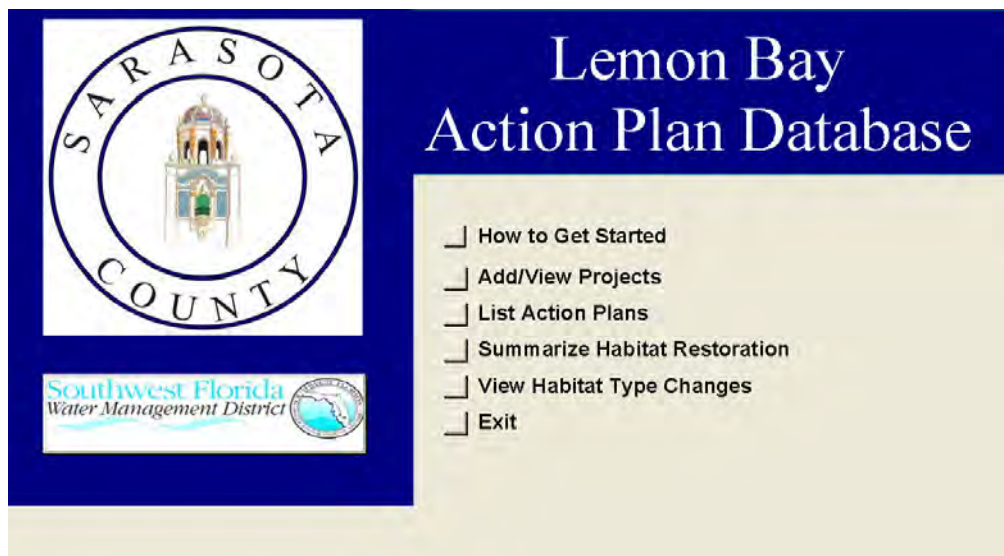 SARASOTA
COUNTY
Southwest Florida
Water Management District
Lemon Bay
Action Plan Database
How to Get Started
Add/View Projects
List Action Plans
Summarize Habitat Restoration
View Habitat Type Changes
Exit